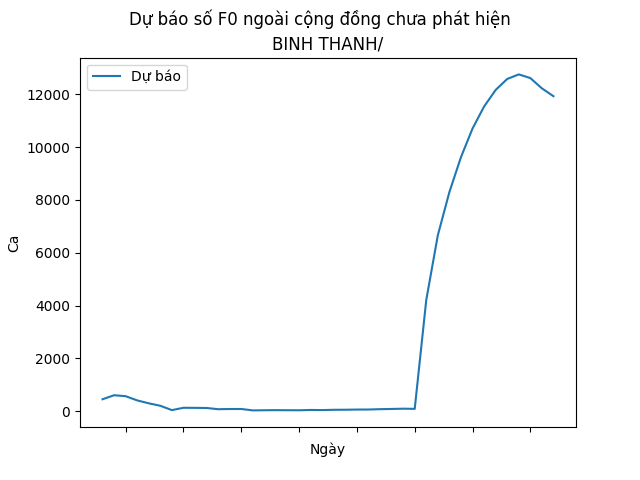 Dự báo số F0 ngoài cộng đồng chưa phát hiện
BINH THANH/
Dự báo
12000
10000
8000
6000
4000
2000
0
Ca
Ngày